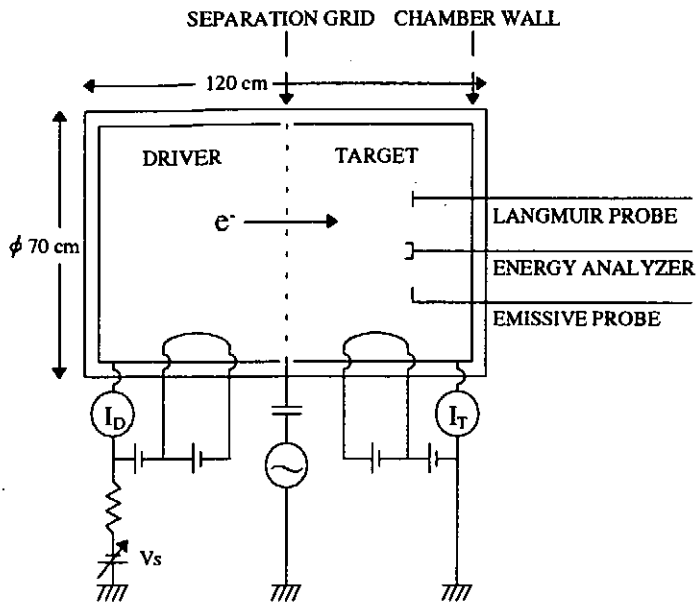 SEPARATION GRID CHAMBER WALL
120 cm
DRIVER TARGET
e-
ϕ 70 cm
LANGMUIR PROBE
ENERGY ANALYZER
EMISSIVE PROBE
I_D
I_T
Vs